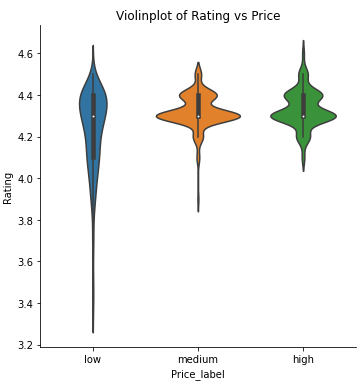 Violinplot of Rating vs Price
4.6
4.4
4.2
4.0
3.8
3.6
3.4
3.2
Rating
low medium high
Price_label